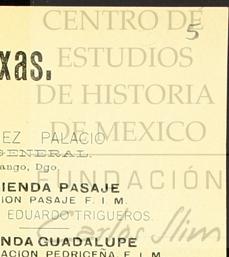 CENTRO DE
5
ESTUDIOS
xas.
DE HISTORIA
DE MEXICO
EZ PALACIO
GENERAL.
ango, Dgo.
FUNDACIÓN
IENDA PASAJE
ION PASAJE F. I. M.
EDUARDO TRIGUEROS.
Carlos Slim
NDA GUADALUPE
ACION PEDRICEÑA F. I. M.